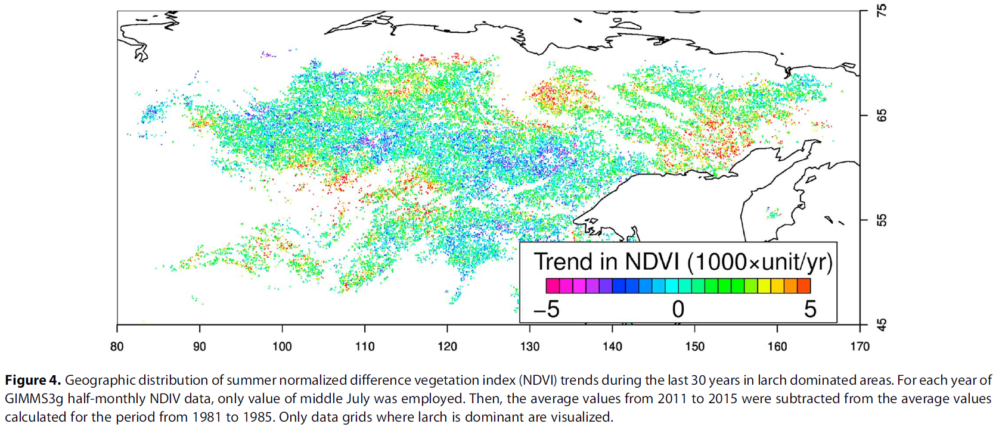 75
65
55
45
Trend in NDVI (1000×unit/yr)
−5 0 5
80 90 100 110 120 130 140 150 160 170
Figure 4. Geographic distribution of summer normalized difference vegetation index (NDVI) trends during the last 30 years in larch dominated areas. For each year of
GIMMS3g half-monthly NDIV data, only value of middle July was employed. Then, the average values from 2011 to 2015 were subtracted from the average values
calculated for the period from 1981 to 1985. Only data grids where larch is dominant are visualized.